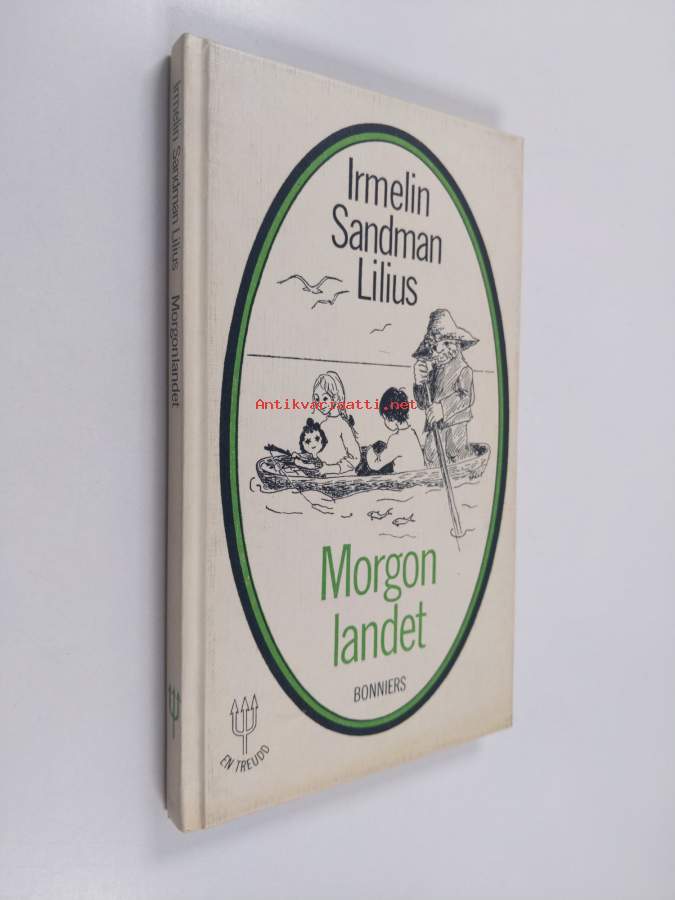 Irmelin Sandman Lilius Morgonlandet
Irmelin
Sandman
Lilius
Antikvariaatti.net
Morgon
landet
BONNIERS
EN TREUDD